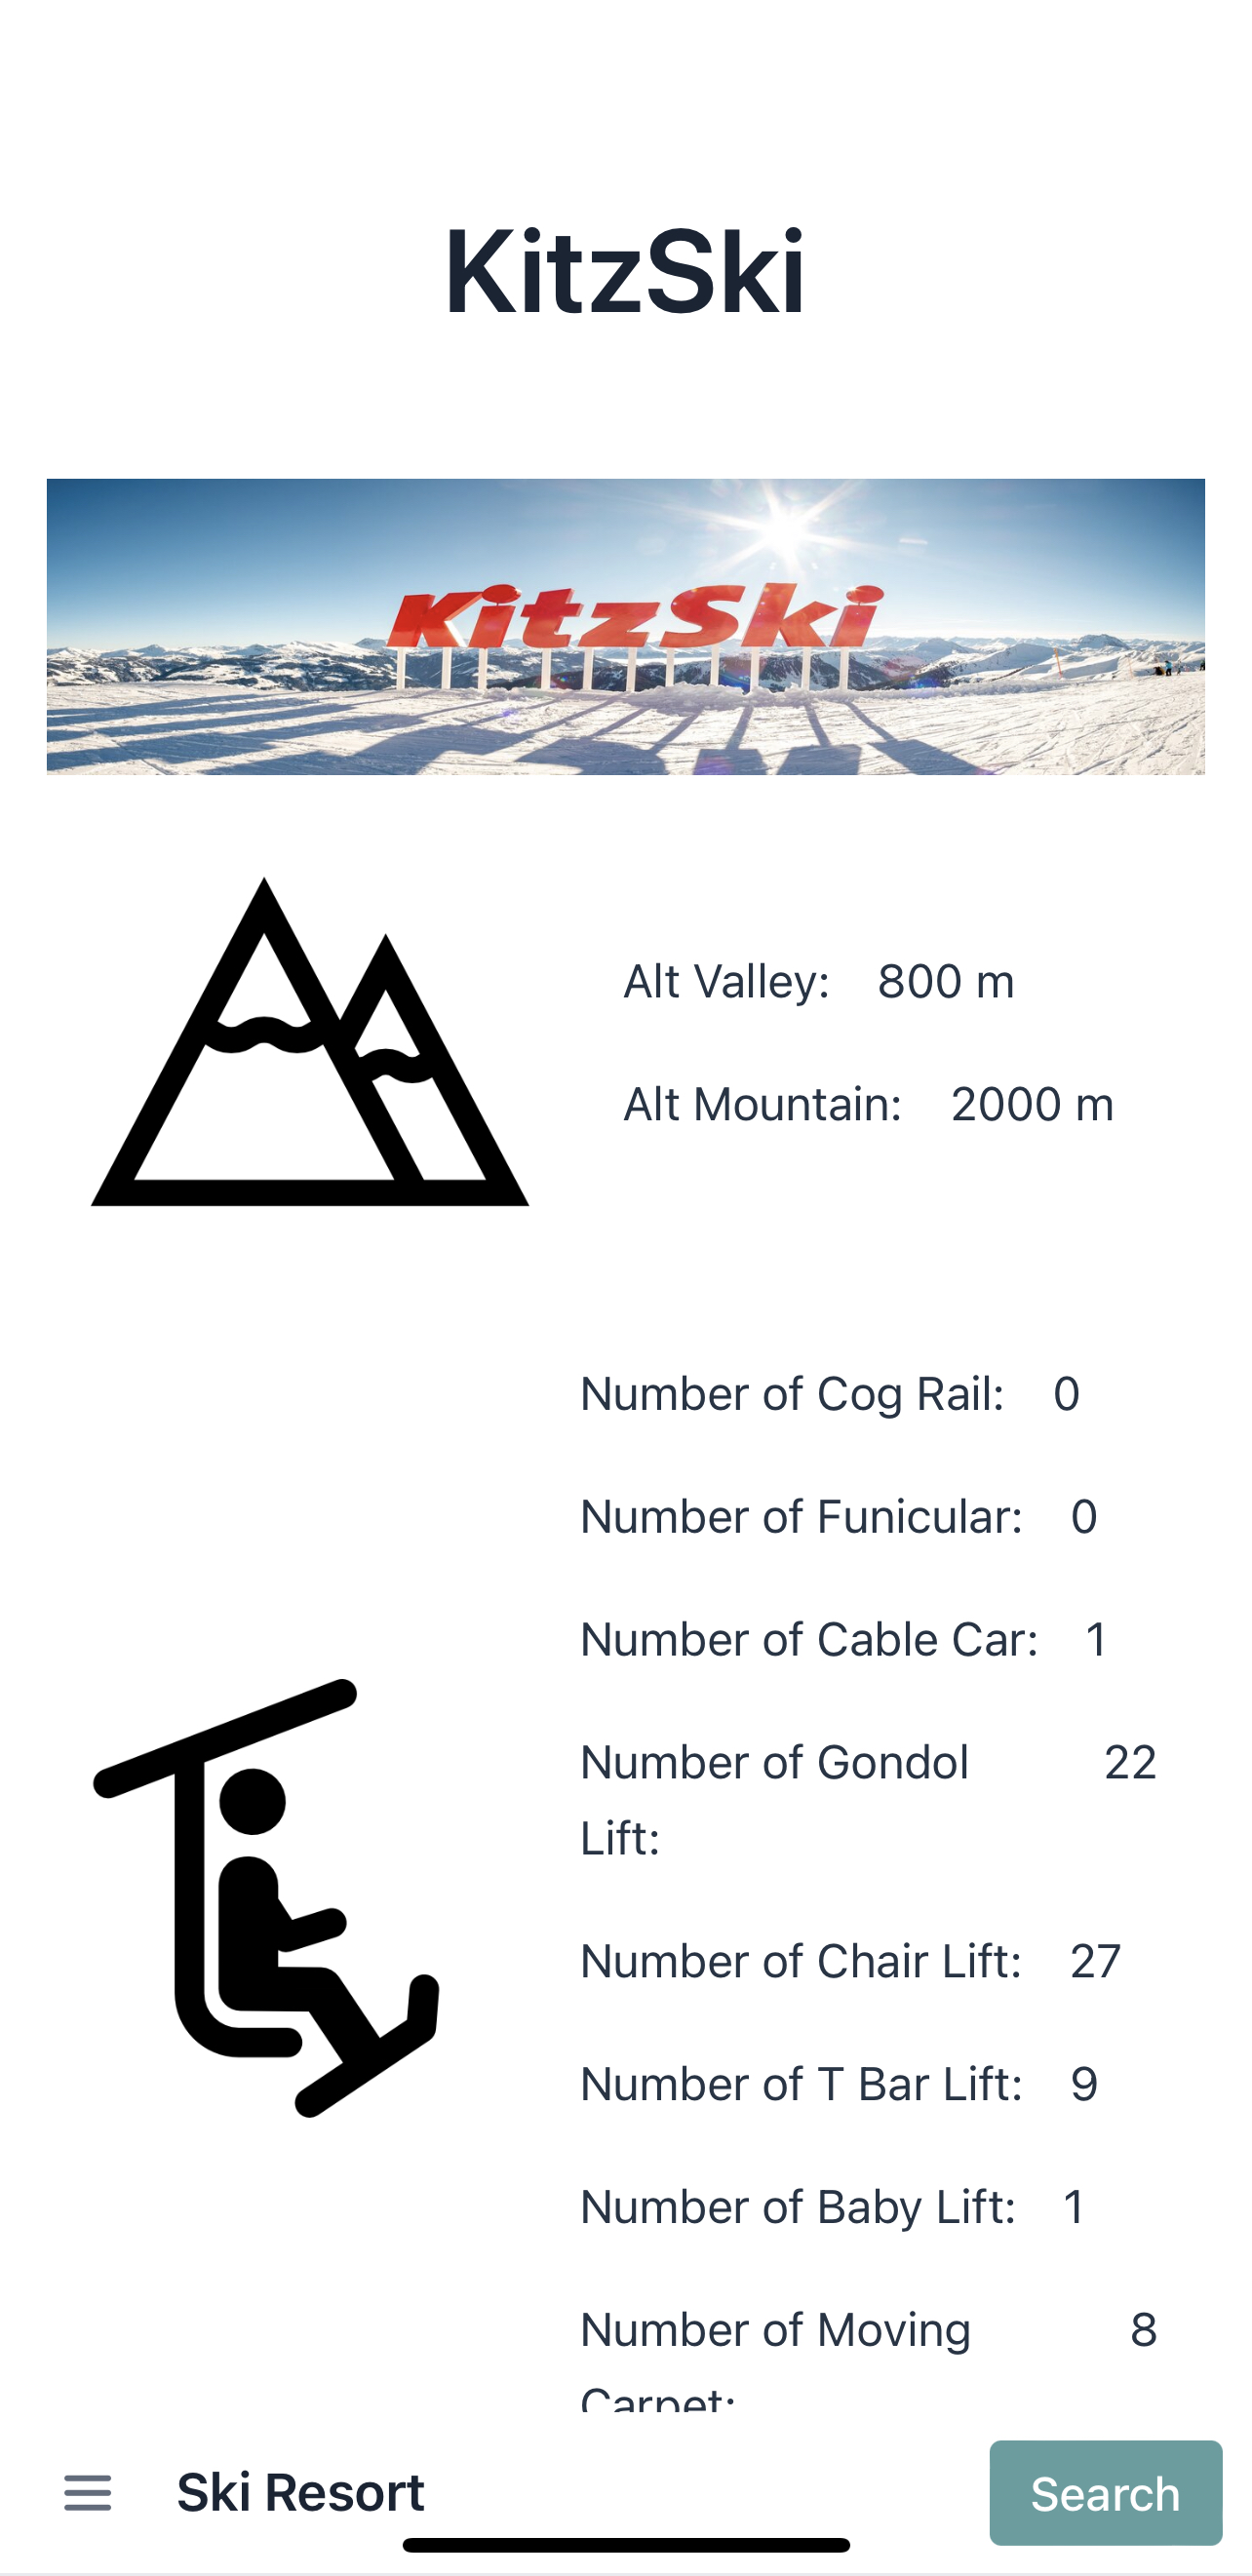 KitzSki
KitzSki
Alt Valley: 800 m
Alt Mountain: 2000 m
Number of Cog Rail: 0
Number of Funicular: 0
Number of Cable Car: 1
Number of Gondol 22
Lift:
Number of Chair Lift: 27
Number of T Bar Lift: 9
Number of Baby Lift: 1
Number of Moving 8
Carpet:
Ski Resort
Search